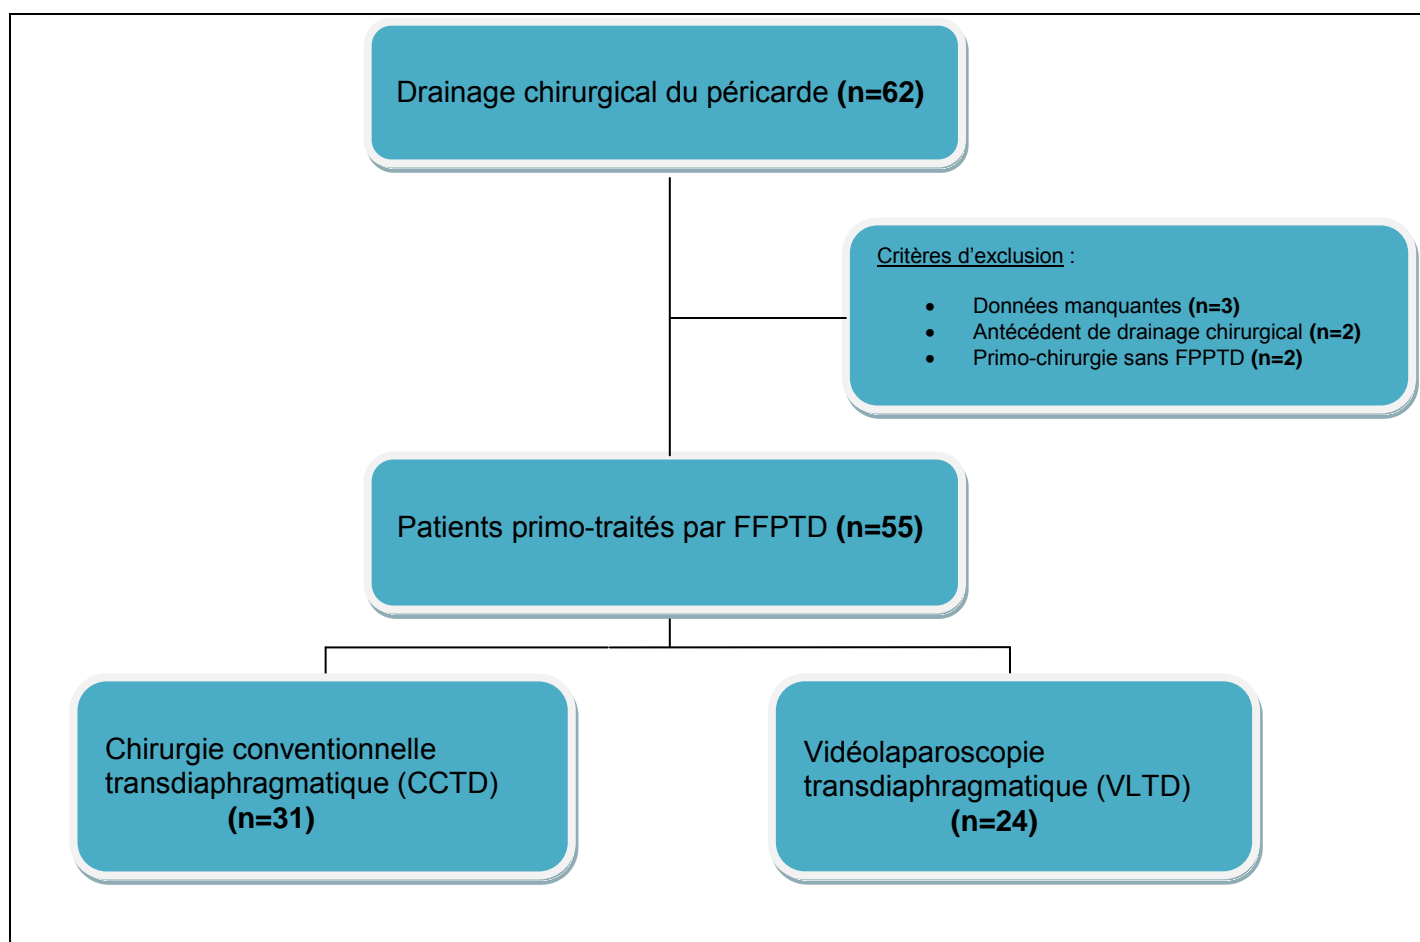 Drainage chirurgical du péricarde (n=62)
Critères d'exclusion :
• Données manquantes (n=3)
• Antécédent de drainage chirurgical (n=2)
• Primo-chirurgie sans FPPTD (n=2)
Patients primo-traités par FFPTD (n=55)
Chirurgie conventionnelle
transdiaphragmatique (CCTD)
(n=31)
Vidéolaparoscopie
transdiaphragmatique (VLTD)
(n=24)